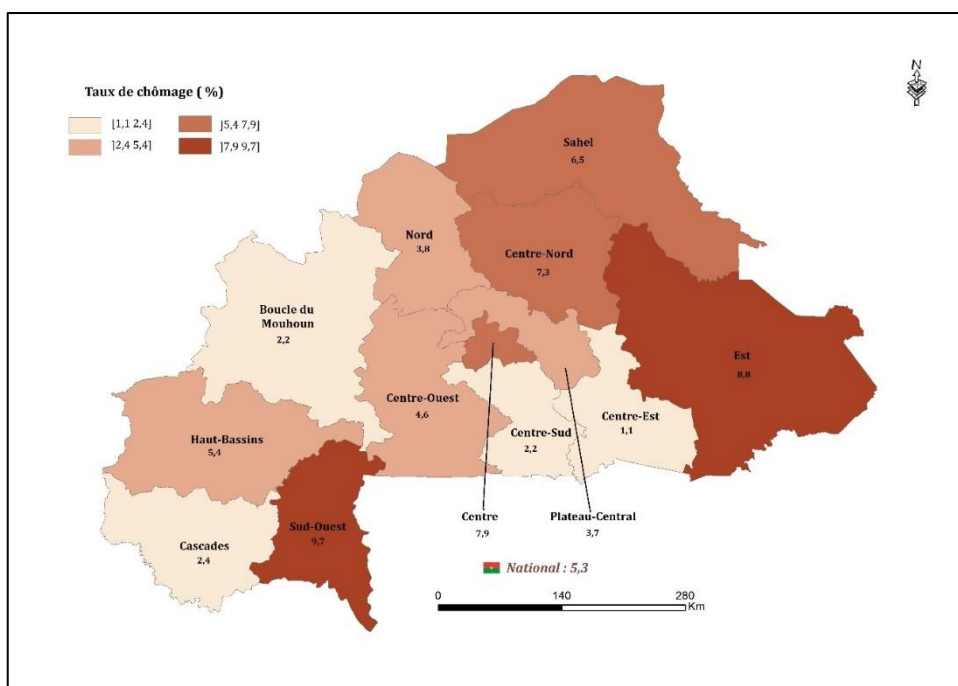 Taux de chômage ( %)
]1,1 2,4]
]5,4 7,9]
]2,4 5,4]
]7,9 9,7]
N
Sahel
6,5
Nord
3,8
Centre-Nord
7,3
Boucle du
Mouhoun
2,2
Est
8,8
Centre-Ouest
4,6
Centre-Est
1,1
Centre-Sud
2,2
Haut-Bassins
5,4
Centre
7,9
Plateau-Central
3,7
Sud-Ouest
9,7
Cascades
2,4
National : 5,3
0 140 280
Km